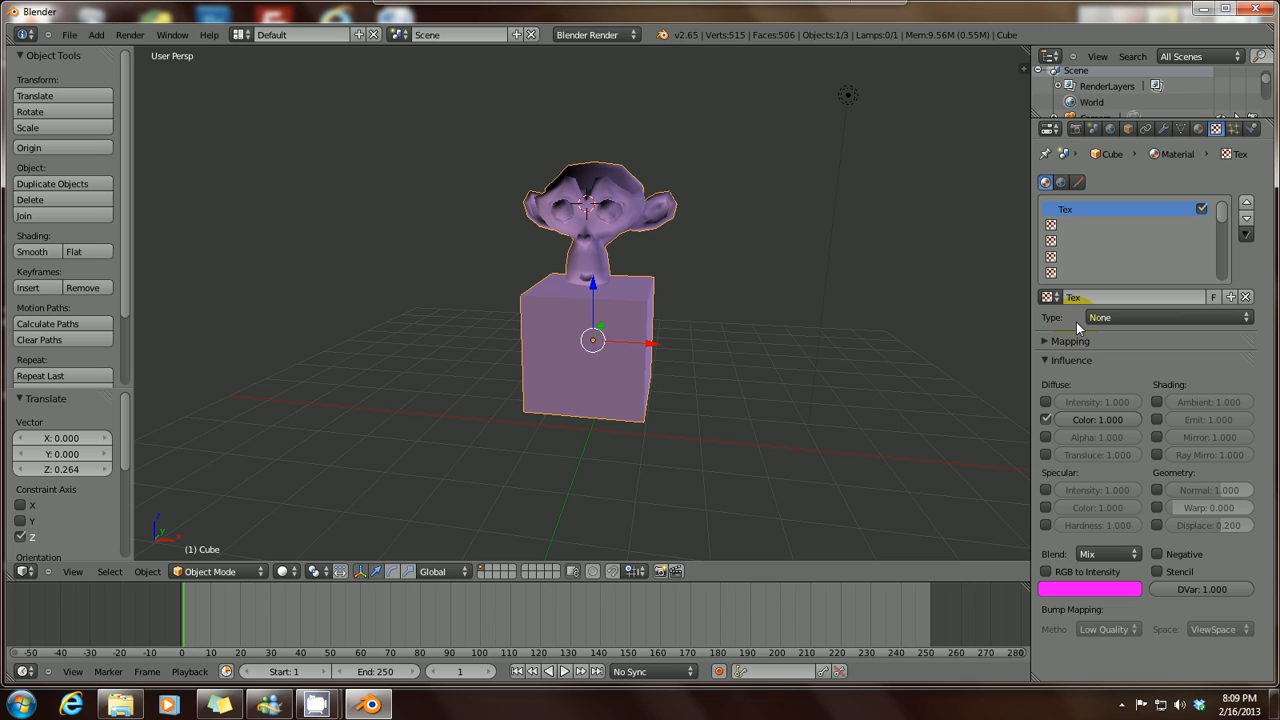 Blender
File Add Render Window Help Default Scene Blender Render v2.65 | Verts:515 | Faces:506 | Objects:1/3 | Lamps:0/1 | Mem:9.56M (0.55M) | Cube
Object Tools
Transform:
Translate
Rotate
Scale
Origin
Object:
Duplicate Objects
Delete
Join
Shading:
Smooth Flat
Keyframes:
Insert Remove
Motion Paths:
Calculate Paths
Clear Paths
Repeat:
Repeat Last
Translate
Vector
X: 0.000
Y: 0.000
Z: 0.264
Constraint Axis
X
Y
Z
Orientation
User Persp
z
y
x
(1) Cube
View Select Object Object Mode Global
-50 -40 -30 -20 -10 0 10 20 30 40 50 60 70 80 90 100 110 120 130 140 150 160 170 180 190 200 210 220 230 240 250 260 270 280
View Marker Frame Playback Start: 1 End: 250 1 No Sync
View Search All Scenes
Scene
RenderLayers |
World
Cube Material Tex
Tex
Tex F
Type: None
Mapping
Influence
Diffuse: Shading:
Intensity: 1.000 Ambient: 1.000
Color: 1.000 Emit: 1.000
Alpha: 1.000 Mirror: 1.000
Transluce: 1.000 Ray Mirro: 1.000
Specular: Geometry:
Intensity: 1.000 Normal: 1.000
Color: 1.000 Warp: 0.000
Hardness: 1.000 Displace: 0.200
Blend: Mix Negative
RGB to Intensity Stencil
DVar: 1.000
Bump Mapping:
Metho Low Quality Space: ViewSpace
8:09 PM
2/16/2013